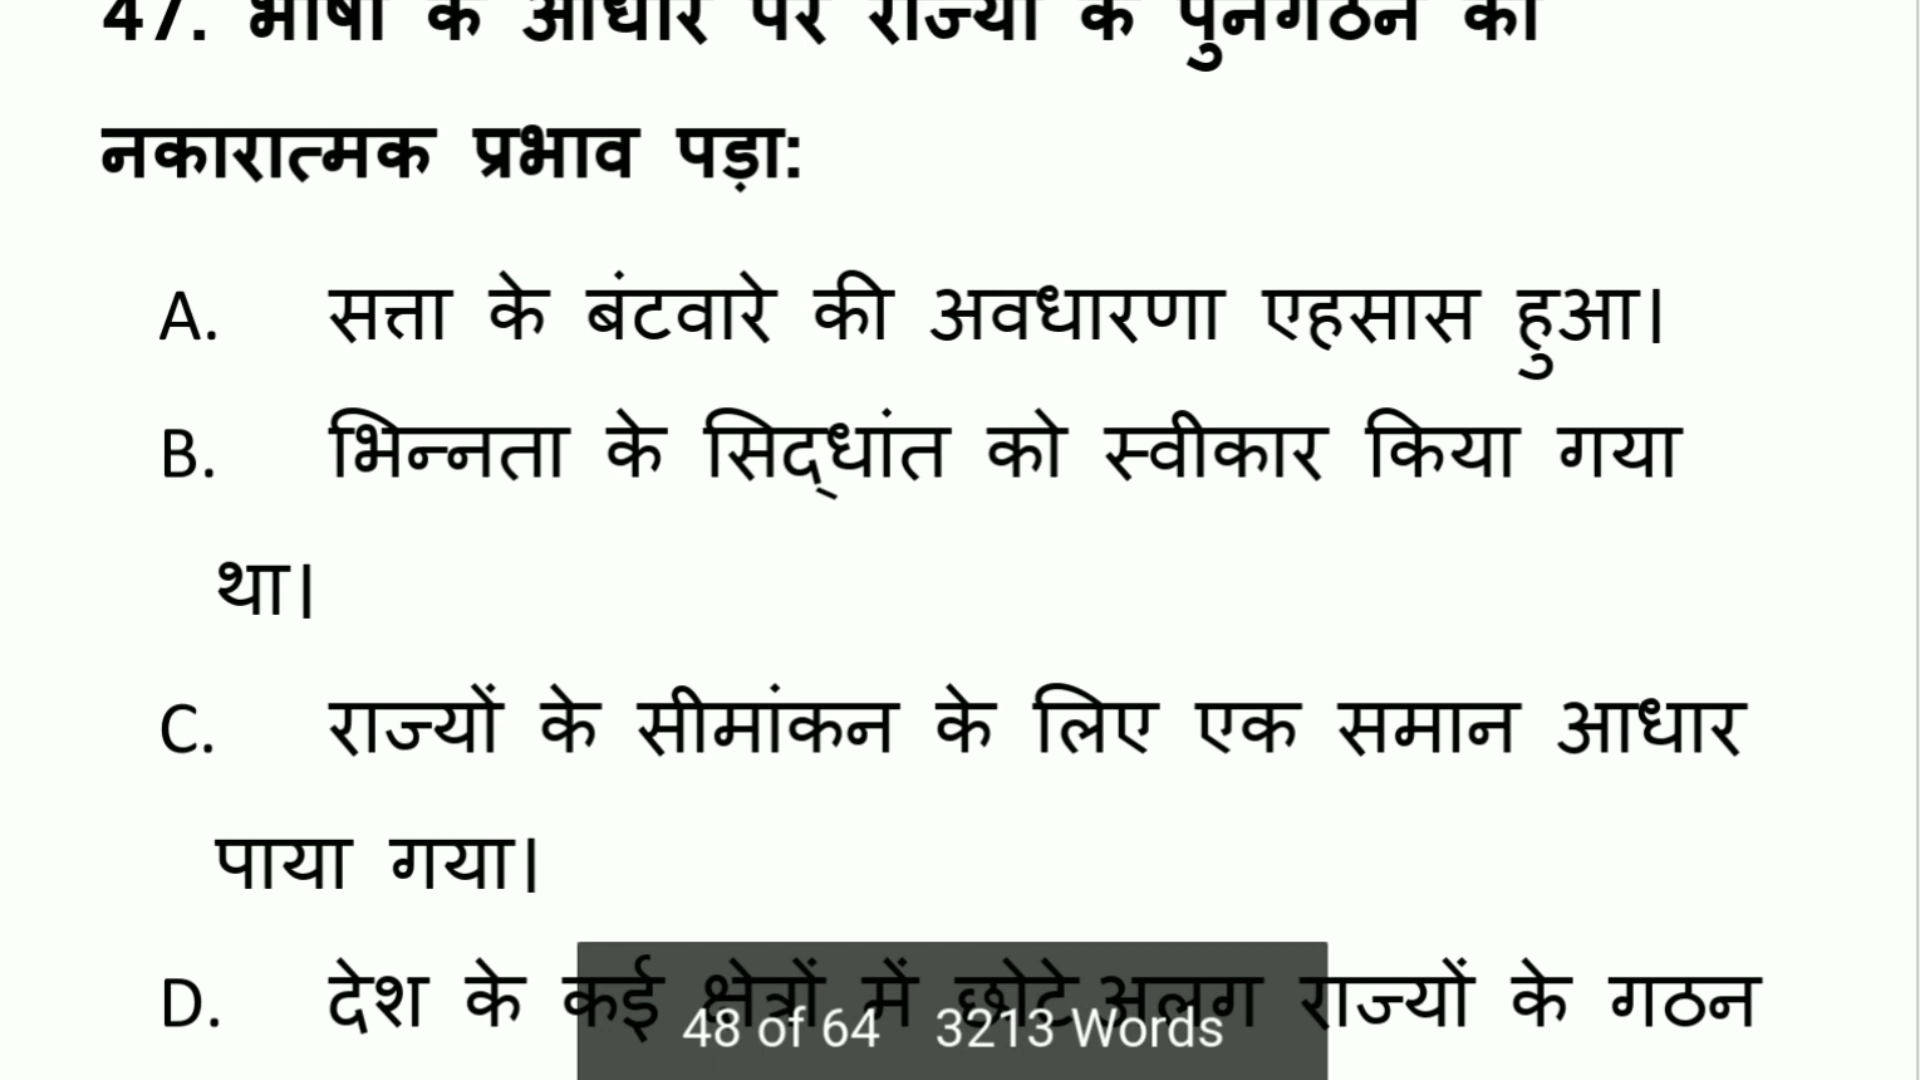 47. भाषा के आधार पर राज्यों के पुनर्गठन का
नकारात्मक प्रभाव पड़ा:
A. सत्ता के बंटवारे की अवधारणा एहसास हुआ।
B. भिन्नता के सिद्धांत को स्वीकार किया गया
था।
C. राज्यों के सीमांकन के लिए एक समान आधार
पाया गया।
D. देश के कई क्षेत्रों में छोटे अलग राज्यों के गठन
48 of 64 3213 Words